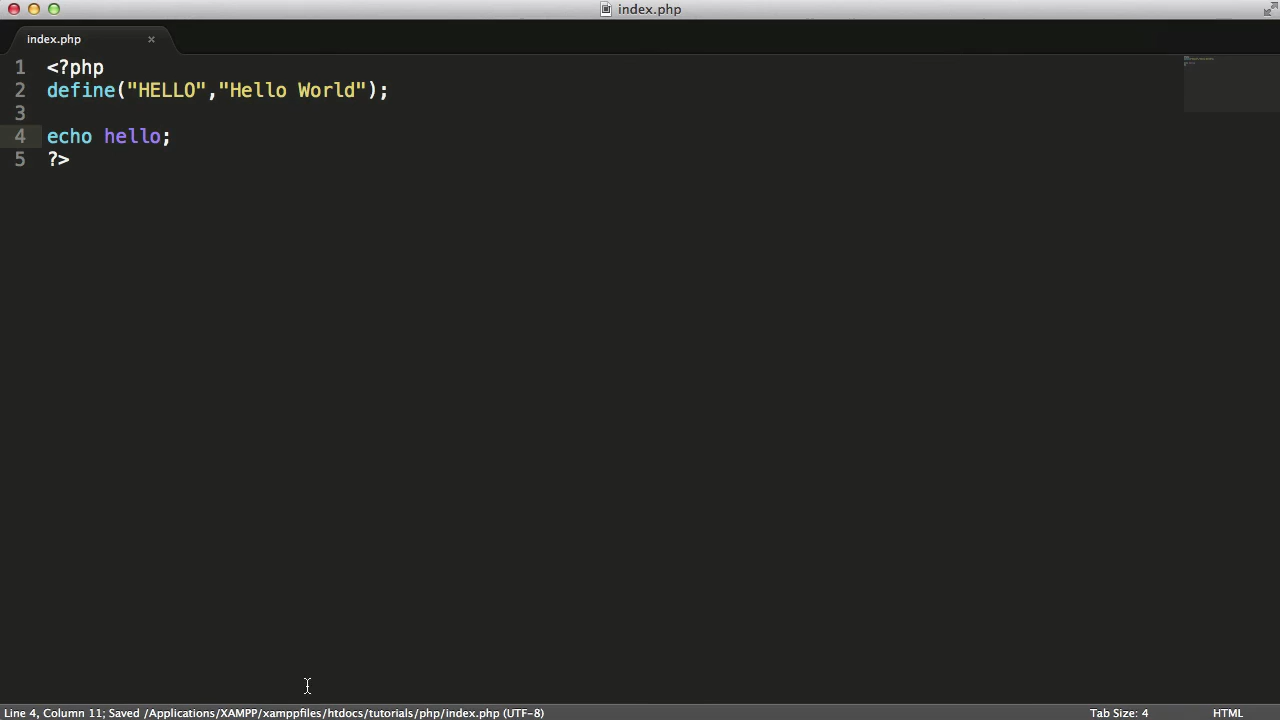 index.php
index.php ×
1 <?php
2 define("HELLO","Hello World");
3
4 echo hello;
5 ?>
Line 4, Column 11; Saved /Applications/XAMPP/xamppfiles/htdocs/tutorials/php/index.php (UTF-8) Tab Size: 4 HTML